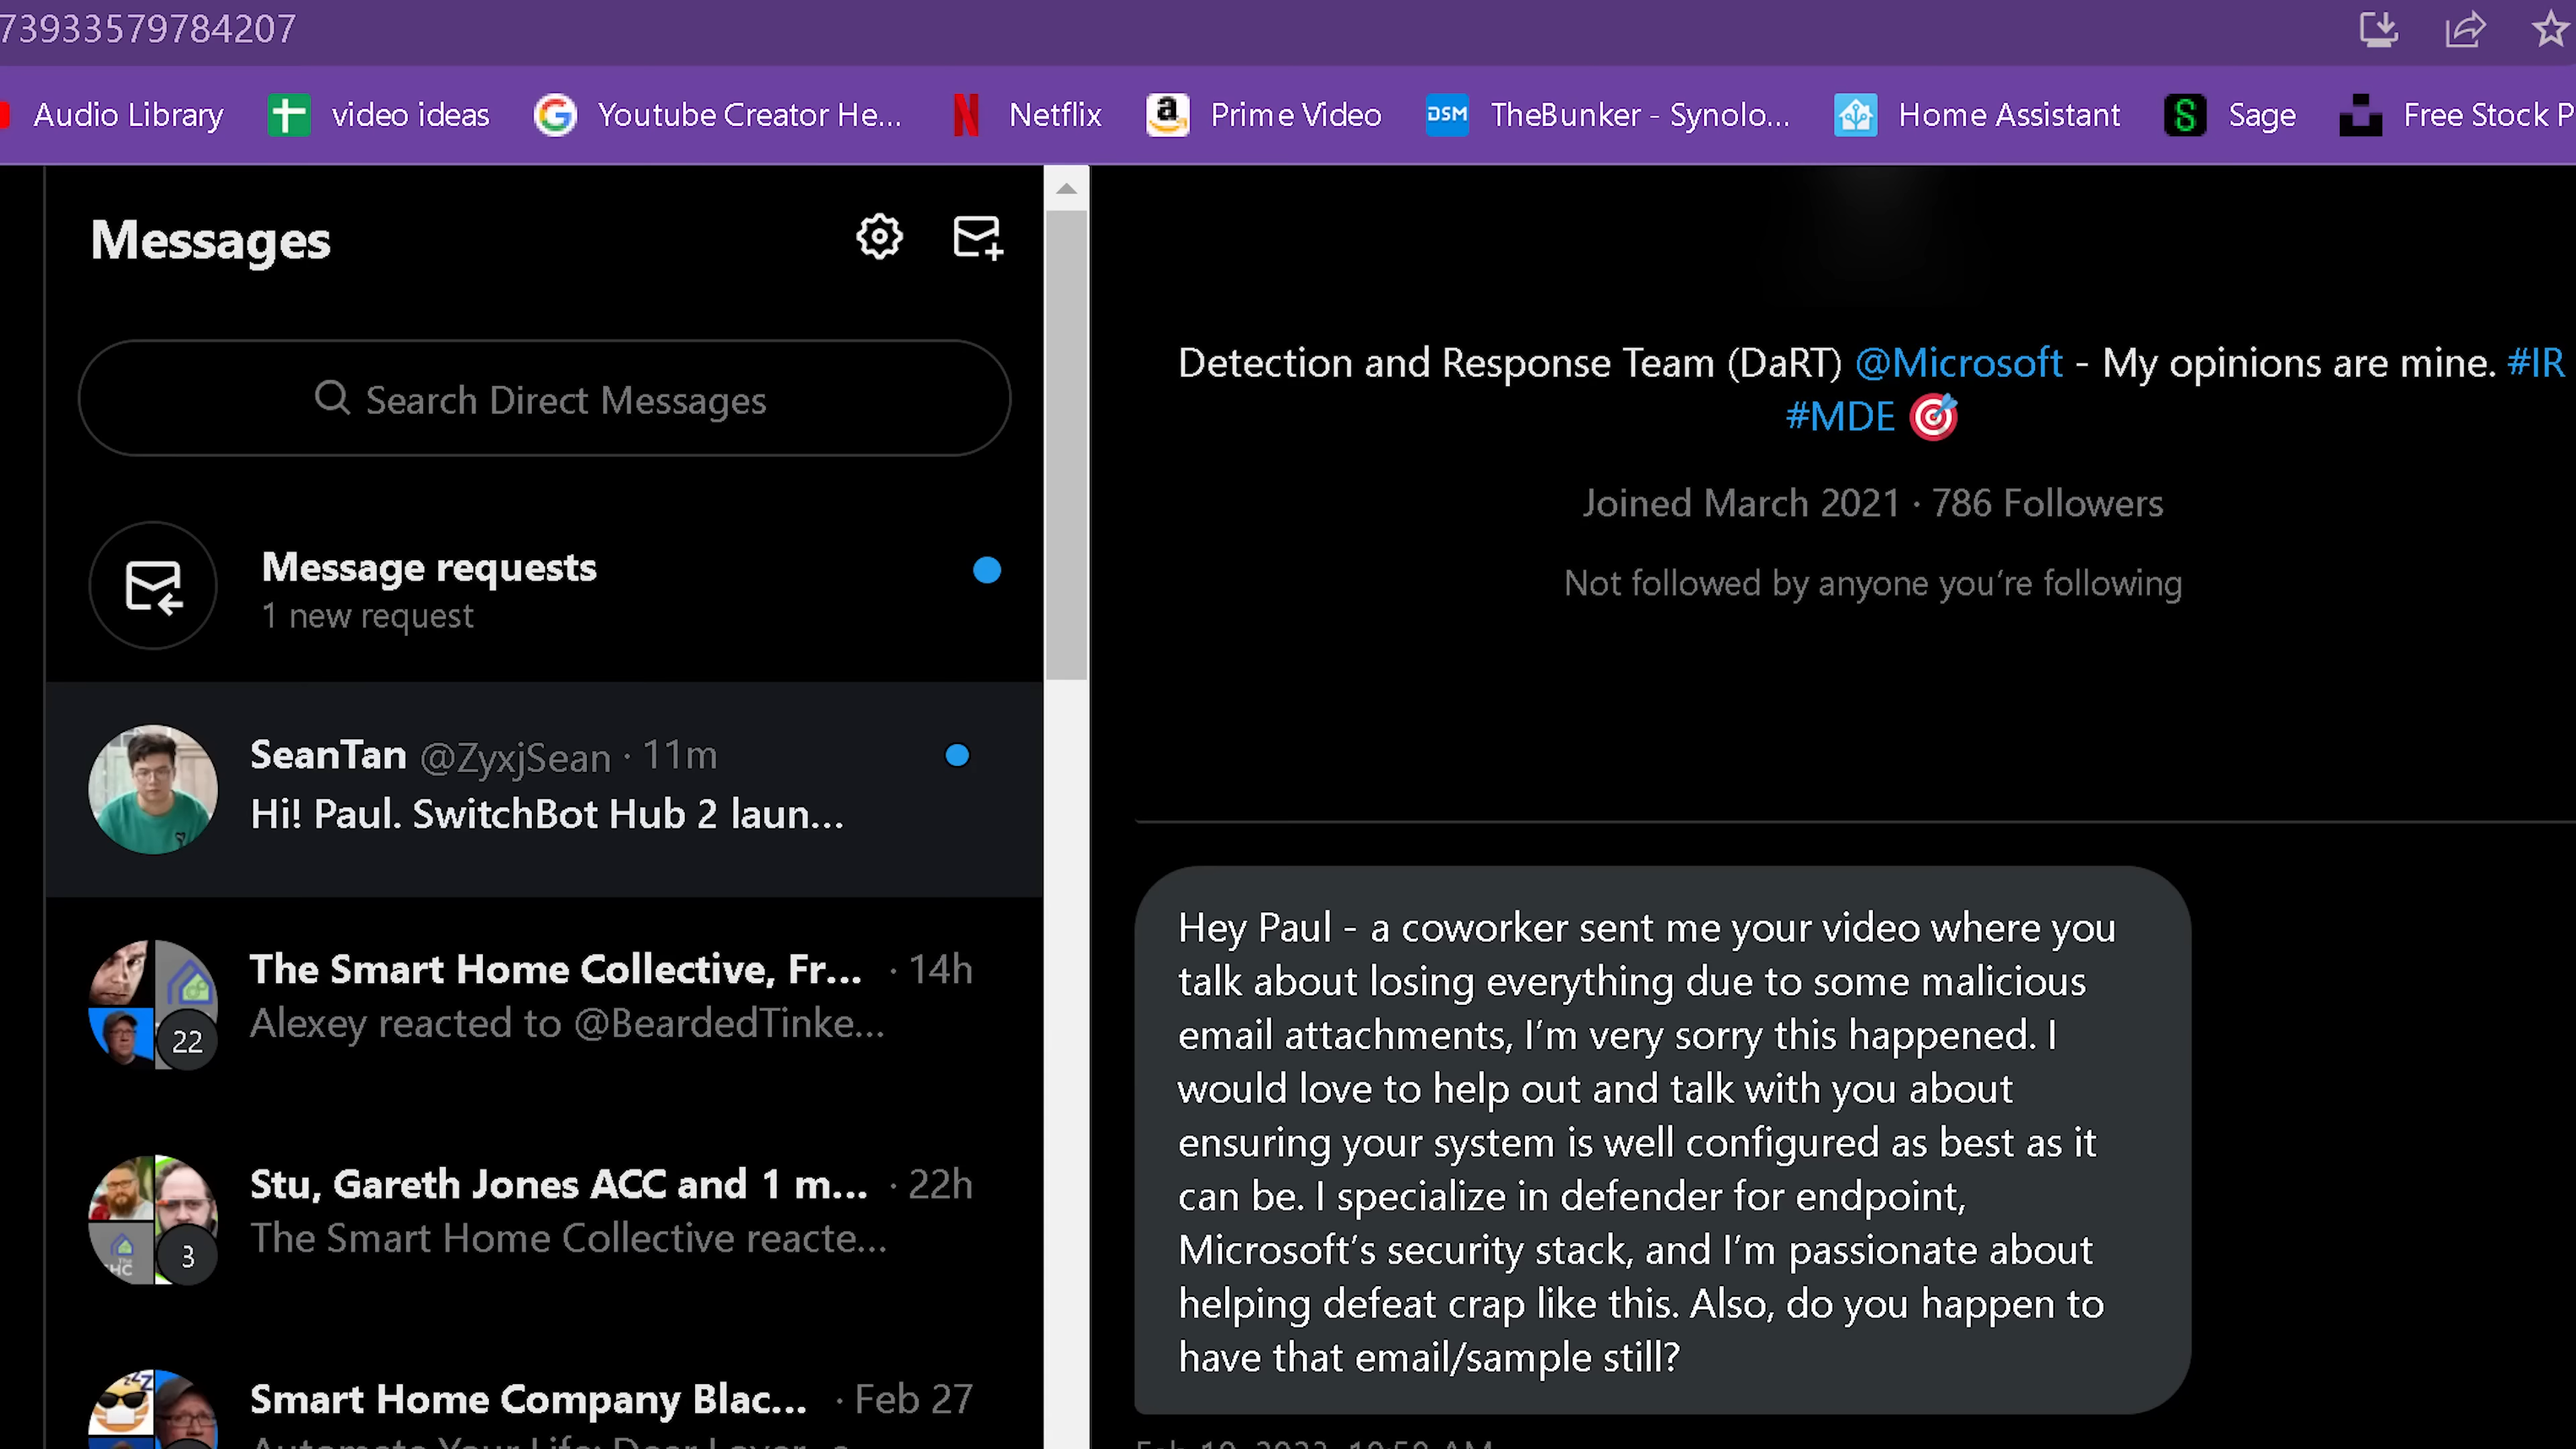 73933579784207
Audio Library
video ideas
Youtube Creator He...
Netflix
Prime Video
DSM
TheBunker - Synolo...
Home Assistant
Sage
Free Stock P
Messages
Search Direct Messages
Message requests
1 new request
SeanTan @ZyxjSean · 11m
Hi! Paul. SwitchBot Hub 2 laun...
The Smart Home Collective, Fr... · 14h
Alexey reacted to @BeardedTinke...
22
Stu, Gareth Jones ACC and 1 m... · 22h
The Smart Home Collective reacte...
3
Smart Home Company Blac... · Feb 27
Detection and Response Team (DaRT) @Microsoft - My opinions are mine. #IR
#MDE 🎯
Joined March 2021 · 786 Followers
Not followed by anyone you're following
Hey Paul - a coworker sent me your video where you
talk about losing everything due to some malicious
email attachments, I'm very sorry this happened. I
would love to help out and talk with you about
ensuring your system is well configured as best as it
can be. I specialize in defender for endpoint,
Microsoft's security stack, and I'm passionate about
helping defeat crap like this. Also, do you happen to
have that email/sample still?